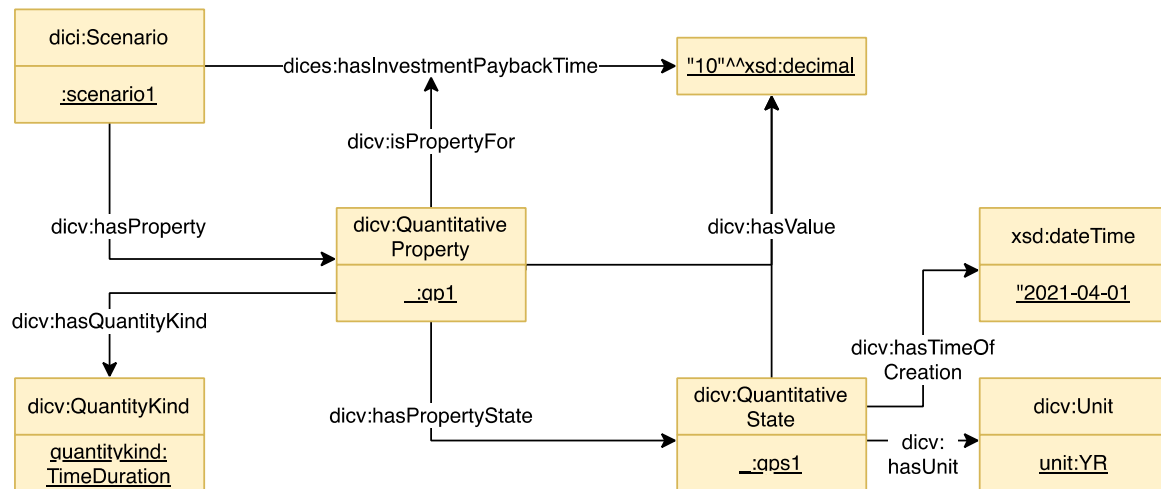 dici:Scenario
:scenario1
dices:hasInvestmentPaybackTime
"10"^^xsd:decimal
dicv:isPropertyFor
dicv:hasProperty
dicv:Quantitative
Property
_:qp1
dicv:hasValue
xsd:dateTime
"2021-04-01
dicv:hasQuantityKind
dicv:hasTimeOf
Creation
dicv:QuantityKind
quantitykind:
TimeDuration
dicv:hasPropertyState
dicv:Quantitative
State
_:qps1
dicv:
hasUnit
dicv:Unit
unit:YR